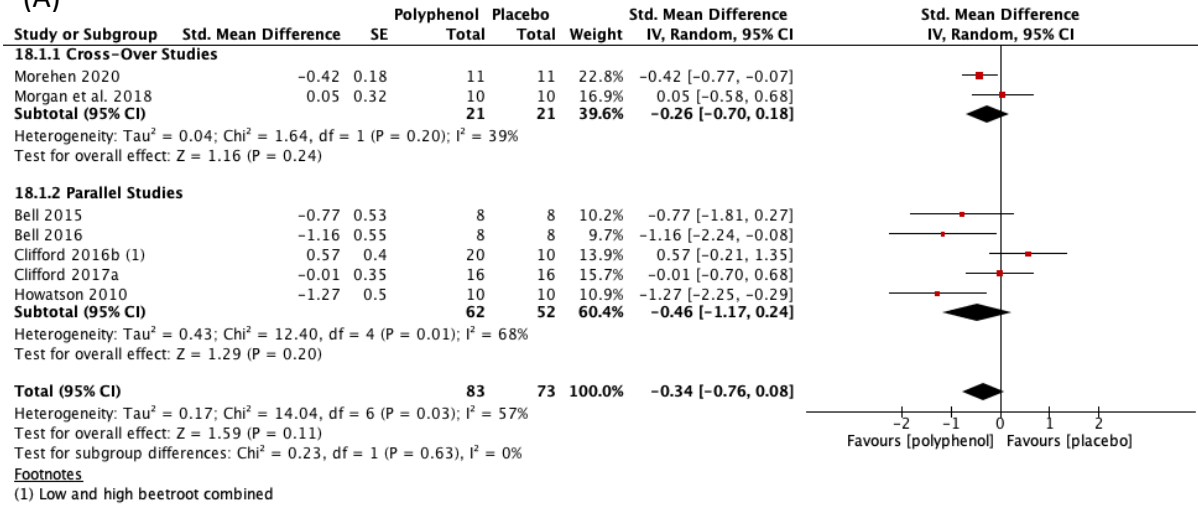 (A)
Polyphenol Placebo Std. Mean Difference Std. Mean Difference
Study or Subgroup Std. Mean Difference SE Total Total Weight IV, Random, 95% CI IV, Random, 95% CI
18.1.1 Cross-Over Studies
Morehen 2020 −0.42 0.18 11 11 22.8% −0.42 [−0.77, −0.07]
Morgan et al. 2018 0.05 0.32 10 10 16.9% 0.05 [−0.58, 0.68]
Subtotal (95% CI) 21 21 39.6% −0.26 [−0.70, 0.18]
Heterogeneity: Tau² = 0.04; Chi² = 1.64, df = 1 (P = 0.20); I² = 39%
Test for overall effect: Z = 1.16 (P = 0.24)
18.1.2 Parallel Studies
Bell 2015 −0.77 0.53 8 8 10.2% −0.77 [−1.81, 0.27]
Bell 2016 −1.16 0.55 8 8 9.7% −1.16 [−2.24, −0.08]
Clifford 2016b (1) 0.57 0.4 20 10 13.9% 0.57 [−0.21, 1.35]
Clifford 2017a −0.01 0.35 16 16 15.7% −0.01 [−0.70, 0.68]
Howatson 2010 −1.27 0.5 10 10 10.9% −1.27 [−2.25, −0.29]
Subtotal (95% CI) 62 52 60.4% −0.46 [−1.17, 0.24]
Heterogeneity: Tau² = 0.43; Chi² = 12.40, df = 4 (P = 0.01); I² = 68%
Test for overall effect: Z = 1.29 (P = 0.20)
Total (95% CI) 83 73 100.0% −0.34 [−0.76, 0.08]
Heterogeneity: Tau² = 0.17; Chi² = 14.04, df = 6 (P = 0.03); I² = 57%
Test for overall effect: Z = 1.59 (P = 0.11)
Test for subgroup differences: Chi² = 0.23, df = 1 (P = 0.63), I² = 0%
−2 −1 0 1 2
Favours [polyphenol] Favours [placebo]
Footnotes
(1) Low and high beetroot combined